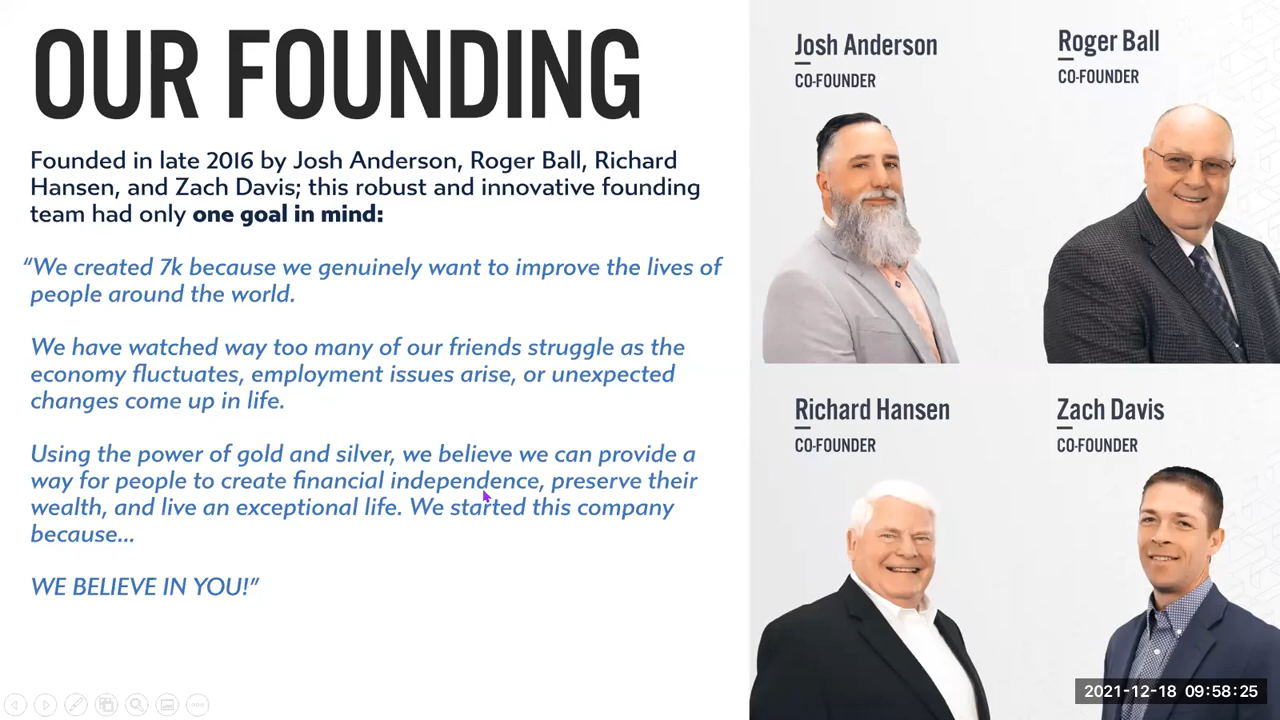 OUR FOUNDING
Founded in late 2016 by Josh Anderson, Roger Ball, Richard
Hansen, and Zach Davis; this robust and innovative founding
team had only one goal in mind:
“We created 7k because we genuinely want to improve the lives of
people around the world.
We have watched way too many of our friends struggle as the
economy fluctuates, employment issues arise, or unexpected
changes come up in life.
Using the power of gold and silver, we believe we can provide a
way for people to create financial independence, preserve their
wealth, and live an exceptional life. We started this company
because...
WE BELIEVE IN YOU!”
Josh Anderson
CO-FOUNDER
Roger Ball
CO-FOUNDER
Richard Hansen
CO-FOUNDER
Zach Davis
CO-FOUNDER
2021-12-18 09:58:25